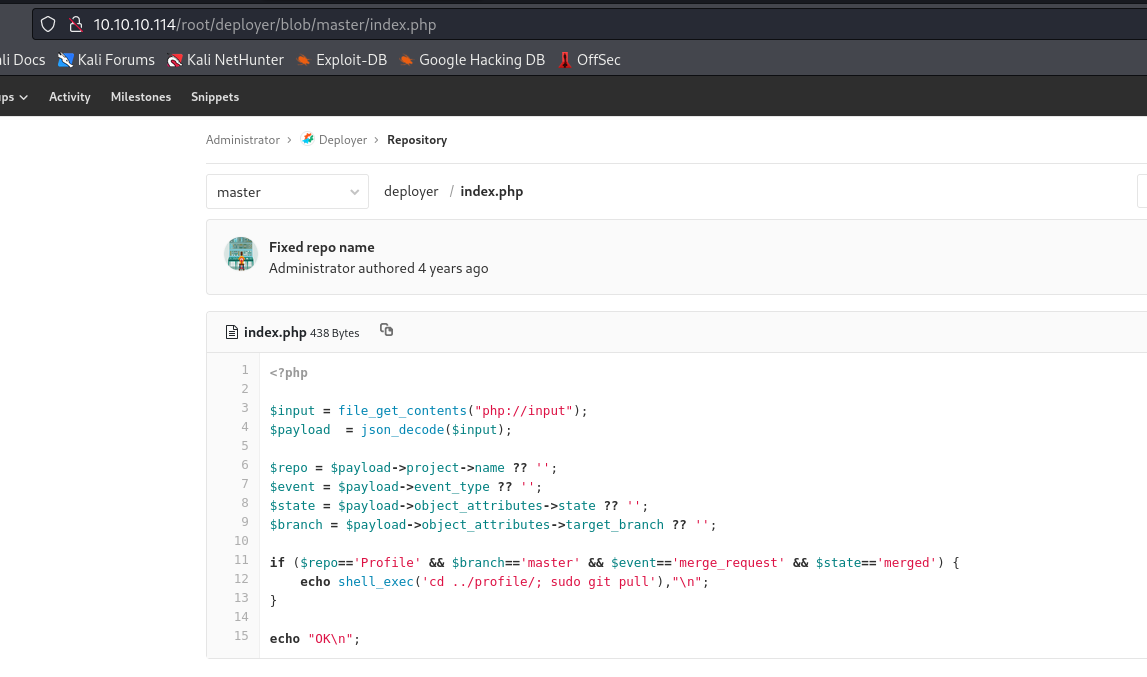 10.10.10.114/root/deployer/blob/master/index.php
ali Docs Kali Forums Kali NetHunter Exploit-DB Google Hacking DB OffSec
ups Activity Milestones Snippets
Administrator › Deployer › Repository
master deployer / index.php
Fixed repo name
Administrator authored 4 years ago
index.php 438 Bytes
1 <?php
2
3 $input = file_get_contents("php://input");
4 $payload  = json_decode($input);
5
6 $repo = $payload->project->name ?? '';
7 $event = $payload->event_type ?? '';
8 $state = $payload->object_attributes->state ?? '';
9 $branch = $payload->object_attributes->target_branch ?? '';
10
11 if ($repo=='Profile' && $branch=='master' && $event=='merge_request' && $state=='merged') {
12     echo shell_exec('cd ../profile/; sudo git pull'),"\n";
13 }
14
15 echo "OK\n";